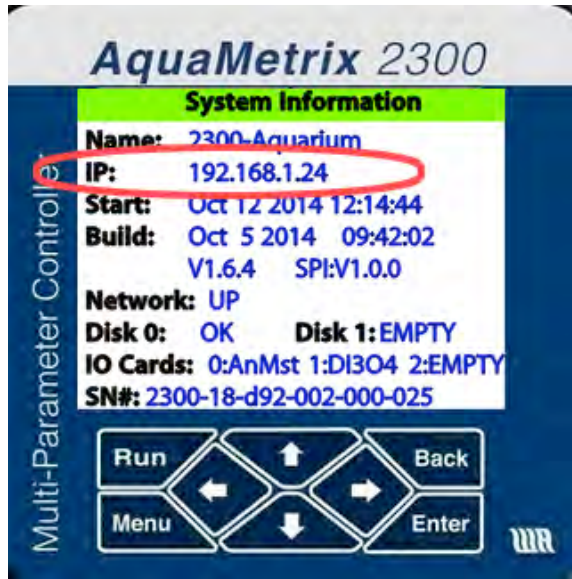 AquaMetrix 2300
System Information
Name: 2300-Aquarium
IP: 192.168.1.24
Start: Oct 12 2014 12:14:44
Build: Oct 5 2014 09:42:02
V1.6.4 SPI:V1.0.0
Network: UP
Disk 0: OK Disk 1: EMPTY
IO Cards: 0:AnMst 1:DI3O4 2:EMPTY
SN#: 2300-18-d92-002-000-025
Multi-Parameter Controller
Run
Back
Menu
Enter